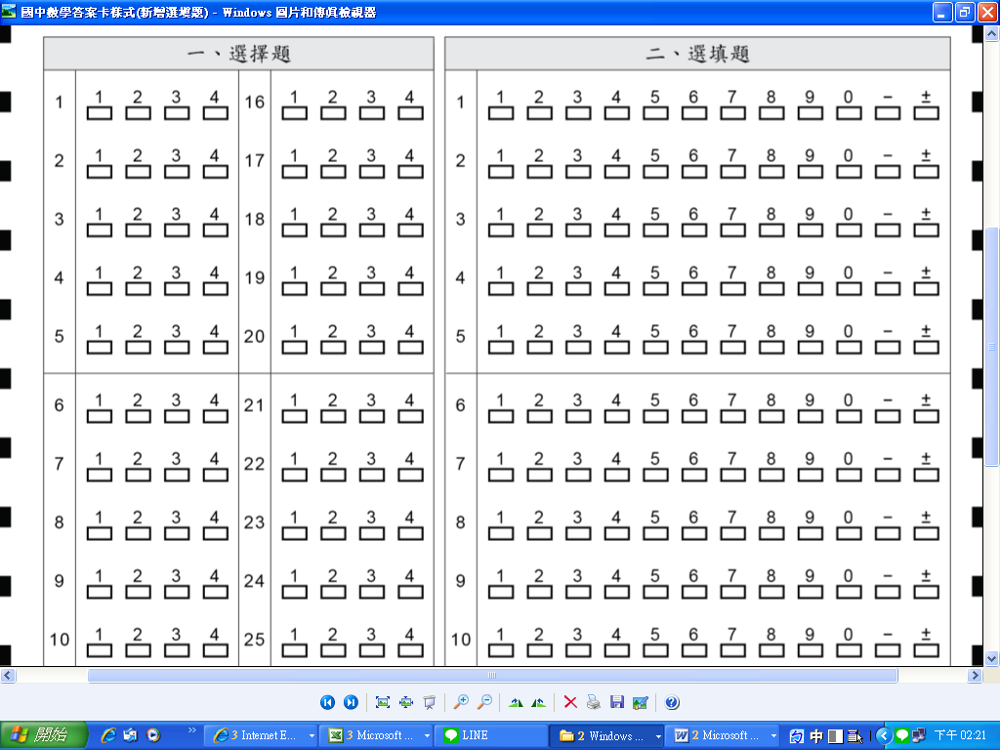 國中數學答案卡樣式(新增選填題) - Windows 圖片和傳真檢視器
一、選擇題
1 1 2 3 4 16 1 2 3 4
2 1 2 3 4 17 1 2 3 4
3 1 2 3 4 18 1 2 3 4
4 1 2 3 4 19 1 2 3 4
5 1 2 3 4 20 1 2 3 4
6 1 2 3 4 21 1 2 3 4
7 1 2 3 4 22 1 2 3 4
8 1 2 3 4 23 1 2 3 4
9 1 2 3 4 24 1 2 3 4
10 1 2 3 4 25 1 2 3 4
二、選填題
1 1 2 3 4 5 6 7 8 9 0 − ±
2 1 2 3 4 5 6 7 8 9 0 − ±
3 1 2 3 4 5 6 7 8 9 0 − ±
4 1 2 3 4 5 6 7 8 9 0 − ±
5 1 2 3 4 5 6 7 8 9 0 − ±
6 1 2 3 4 5 6 7 8 9 0 − ±
7 1 2 3 4 5 6 7 8 9 0 − ±
8 1 2 3 4 5 6 7 8 9 0 − ±
9 1 2 3 4 5 6 7 8 9 0 − ±
10 1 2 3 4 5 6 7 8 9 0 − ±
開始 3 Internet E... 3 Microsoft ... LINE 2 Windows ... 2 Microsoft ... 中 下午 02:21